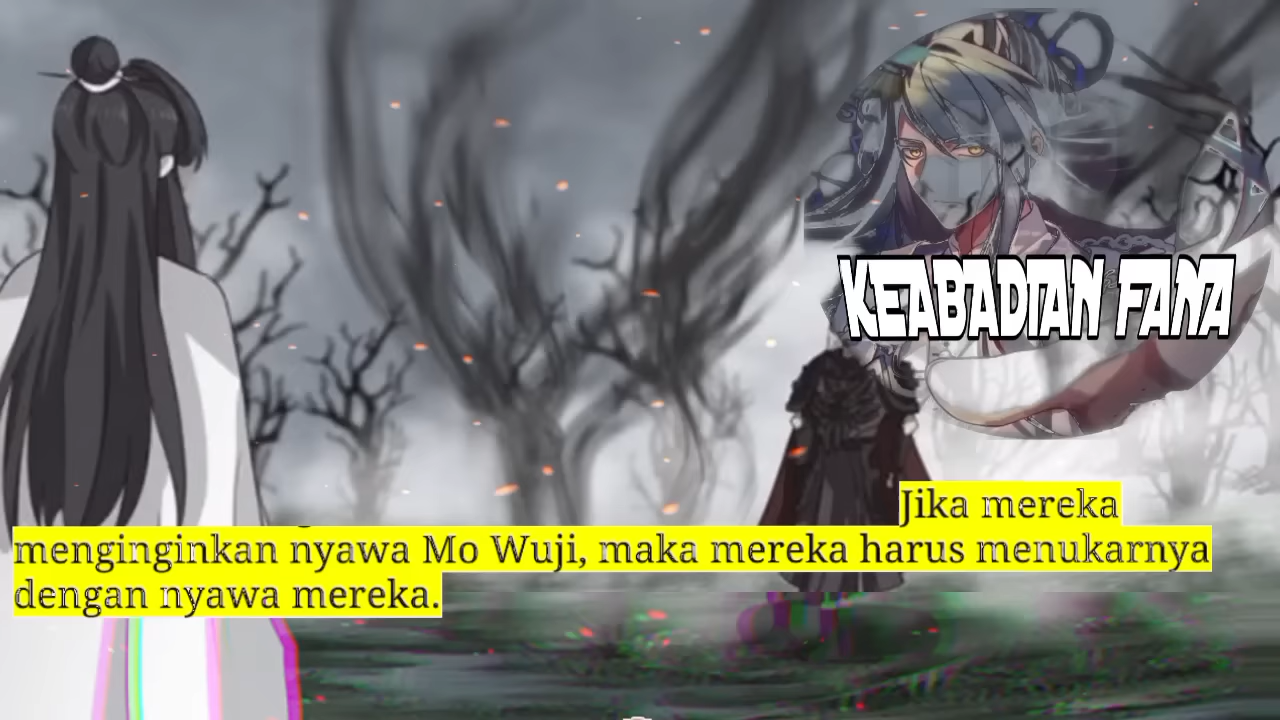 KEABADIAN FANA
Jika mereka
menginginkan nyawa Mo Wuji, maka mereka harus menukarnya
dengan nyawa mereka.